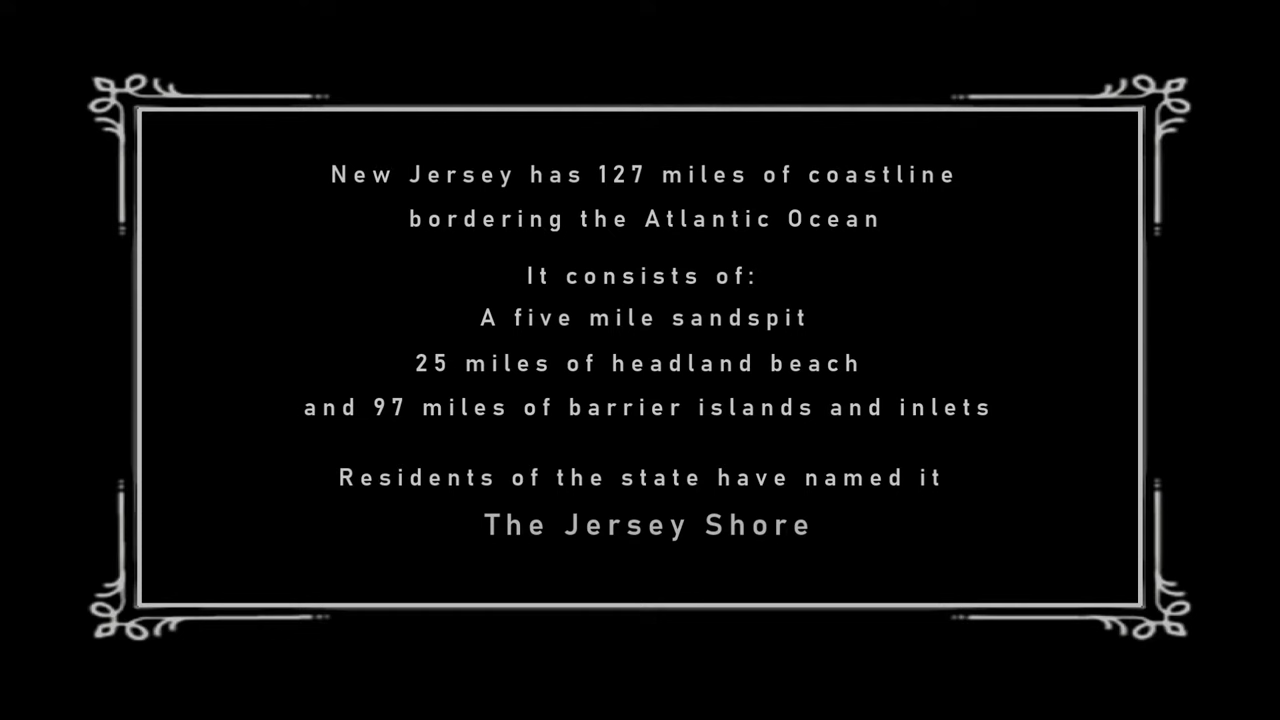 New Jersey has 127 miles of coastline
bordering the Atlantic Ocean
It consists of:
A five mile sandspit
25 miles of headland beach
and 97 miles of barrier islands and inlets
Residents of the state have named it
The Jersey Shore